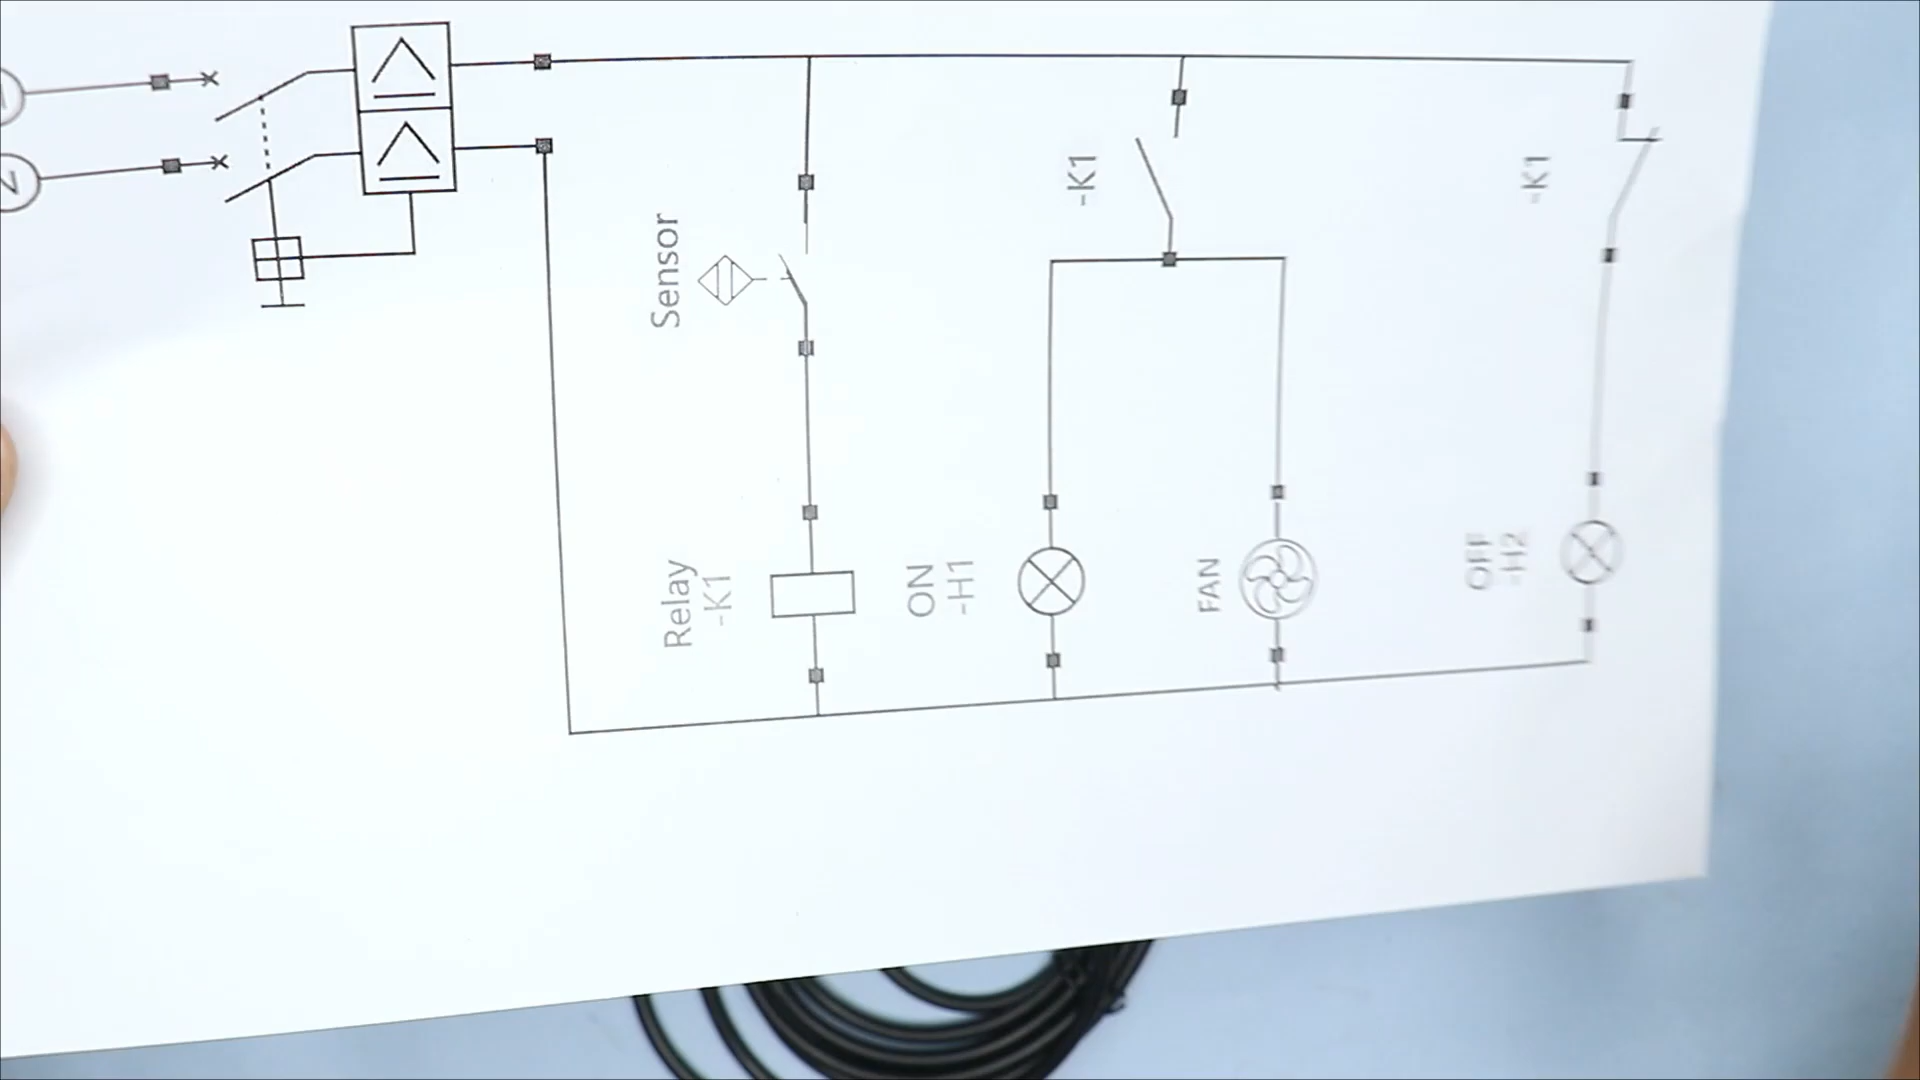 N
Sensor
-K1
-K1
Relay
-K1
ON
-H1
FAN
OFF
-H2